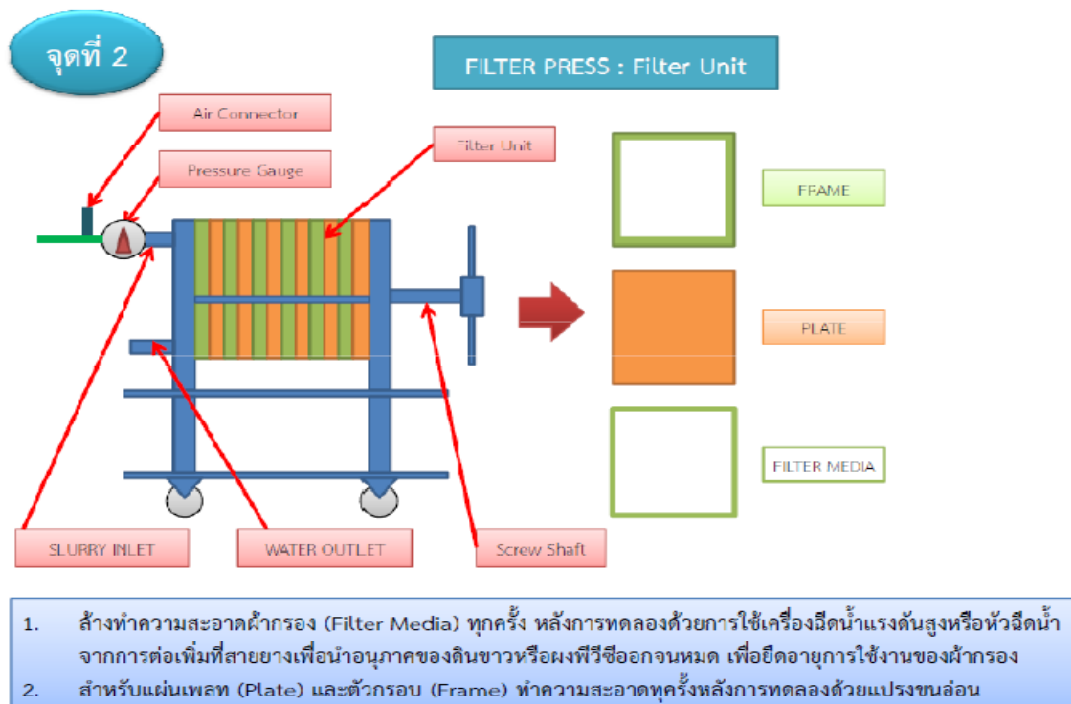 จุดที่ 2
FILTER PRESS : Filter Unit
Air Connector
Filter Unit
Pressure Gauge
FRAME
PLATE
FILTER MEDIA
SLURRY INLET
WATER OUTLET
Screw Shaft
1. ล้างทำความสะอาดผ้ากรอง (Filter Media) ทุกครั้ง หลังการทดลองด้วยการใช้เครื่องฉีดน้ำแรงดันสูงหรือหัวฉีดน้ำ
จากการต่อเพิ่มที่สายยางเพื่อนำอนุภาคของดินขาวหรือผงพีวีซีออกจนหมด เพื่อยืดอายุการใช้งานของผ้ากรอง
2. สำหรับแผ่นเพลท (Plate) และตัวกรอบ (Frame) ทำความสะอาดทุครั้งหลังการทดลองด้วยแปรงขนอ่อน